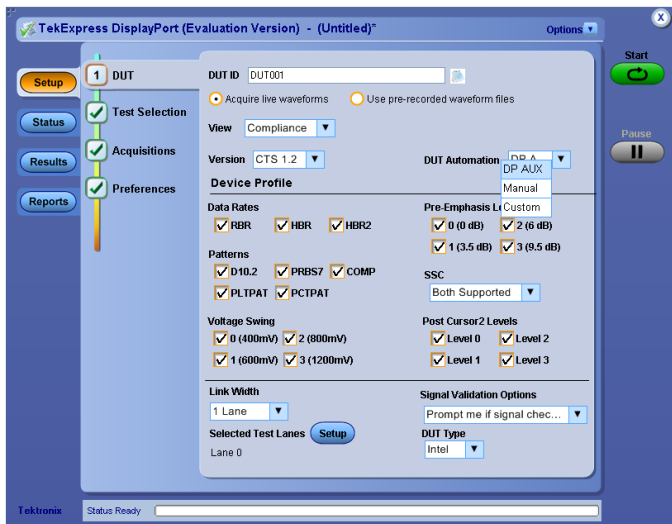 TekExpress DisplayPort (Evaluation Version) - (Untitled)*
Options
Start
Setup
Status
Results
Reports
1 DUT
Test Selection
Acquisitions
Preferences
DUT ID DUT001
Acquire live waveforms Use pre-recorded waveform files
View Compliance
Version CTS 1.2 DUT Automation
DP AUX
Manual
Custom
Pause
Device Profile
Data Rates
RBR HBR HBR2
Patterns
D10.2 PRBS7 COMP
PLTPAT PCTPAT
Pre-Emphasis
0 (0 dB) 2 (6 dB)
1 (3.5 dB) 3 (9.5 dB)
SSC
Both Supported
Voltage Swing
0 (400mV) 2 (800mV)
1 (600mV) 3 (1200mV)
Post Cursor2 Levels
Level 0 Level 2
Level 1 Level 3
Link Width
1 Lane
Selected Test Lanes Setup
Lane 0
Signal Validation Options
Prompt me if signal chec...
DUT Type
Intel
Tektronix Status Ready